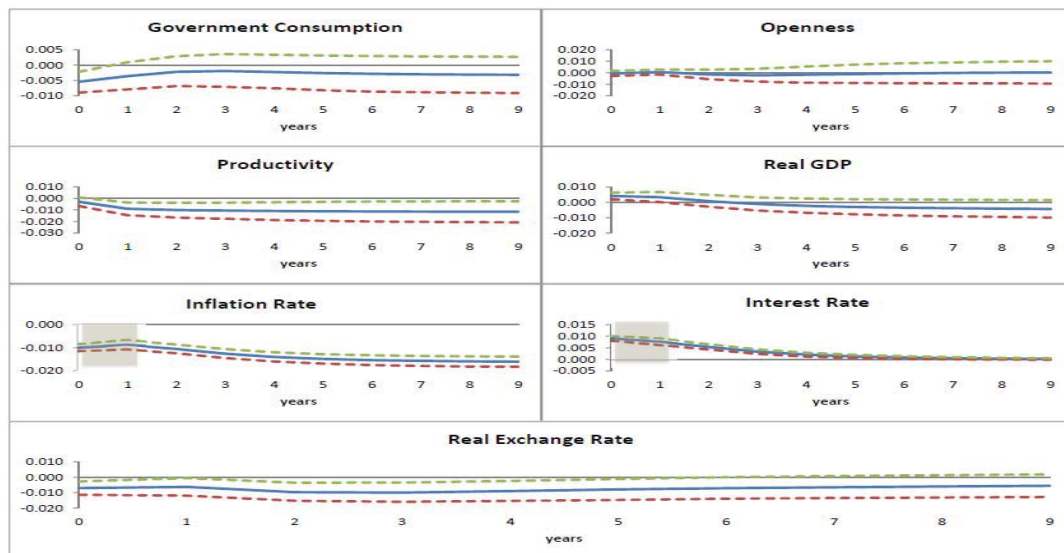 Government Consumption
0.005
0.000
-0.005
-0.010
0 1 2 3 4 5 6 7 8 9
years
Openness
0.020
0.010
0.000
-0.010
-0.020
0 1 2 3 4 5 6 7 8 9
years
Productivity
0.010
0.000
-0.010
-0.020
-0.030
0 1 2 3 4 5 6 7 8 9
years
Real GDP
0.010
0.000
-0.010
-0.020
0 1 2 3 4 5 6 7 8 9
years
Inflation Rate
0.000
-0.010
-0.020
0 1 2 3 4 5 6 7 8 9
years
Interest Rate
0.015
0.010
0.005
0.000
-0.005
0 1 2 3 4 5 6 7 8 9
years
Real Exchange Rate
0.010
0.000
-0.010
-0.020
0 1 2 3 4 5 6 7 8 9
years